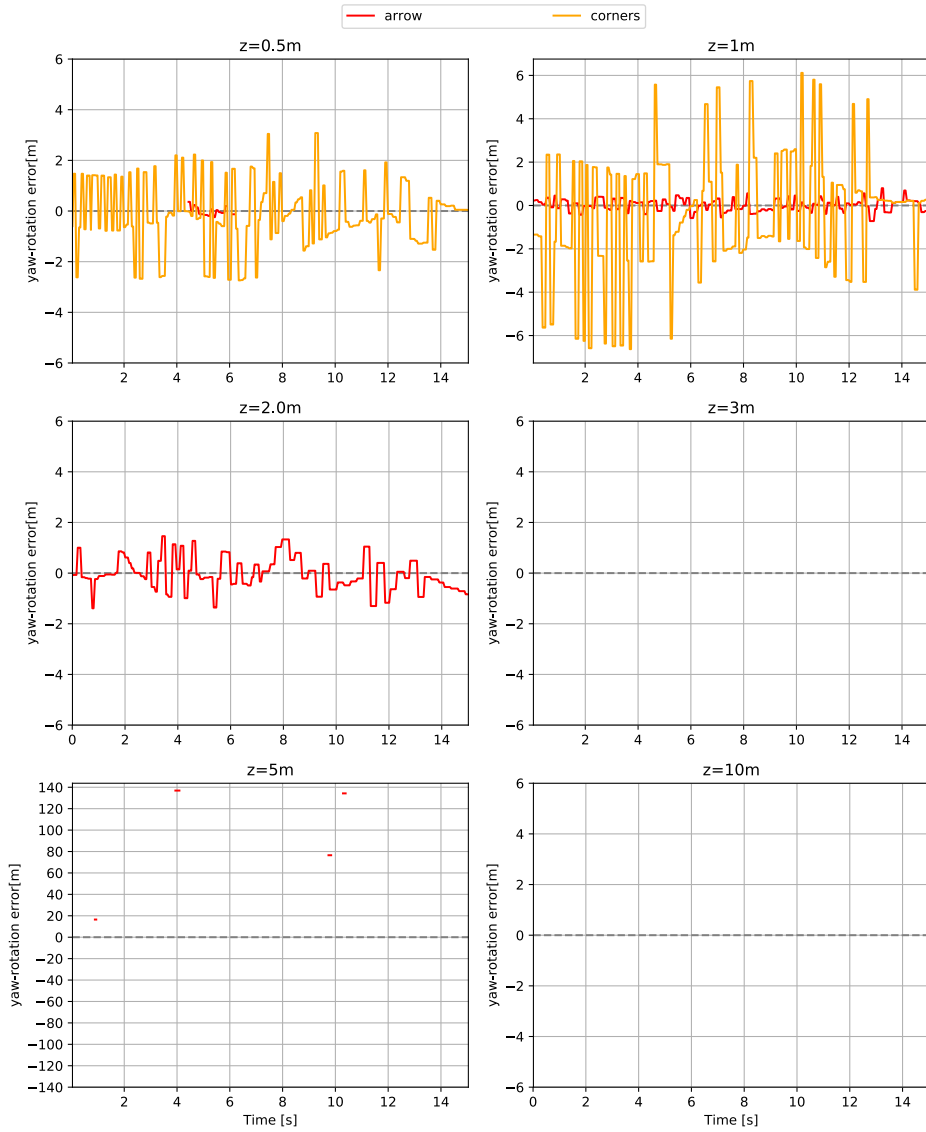 arrow corners
z=0.5m z=1m
yaw-rotation error[m]
6
4
2
0
−2
−4
−6
2 4 6 8 10 12 14
yaw-rotation error[m]
6
4
2
0
−2
−4
−6
0 2 4 6 8 10 12 14
z=2.0m z=3m
yaw-rotation error[m]
6
4
2
0
−2
−4
−6
0 2 4 6 8 10 12 14
yaw-rotation error[m]
6
4
2
0
−2
−4
−6
2 4 6 8 10 12 14
z=5m z=10m
yaw-rotation error[m]
140
120
100
80
60
40
20
0
−20
−40
−60
−80
−100
−120
−140
2 4 6 8 10 12 14
Time [s]
yaw-rotation error[m]
6
4
2
0
−2
−4
−6
0 2 4 6 8 10 12 14
Time [s]